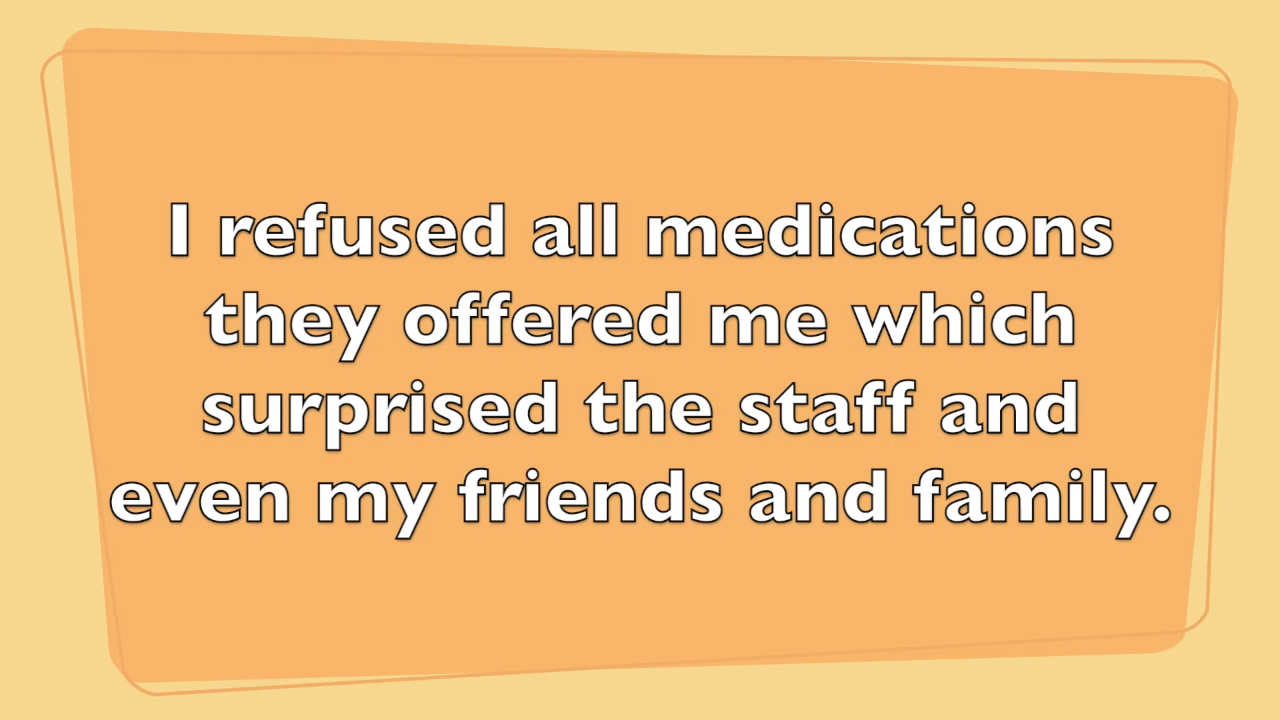 I refused all medications
they offered me which
surprised the staff and
even my friends and family.